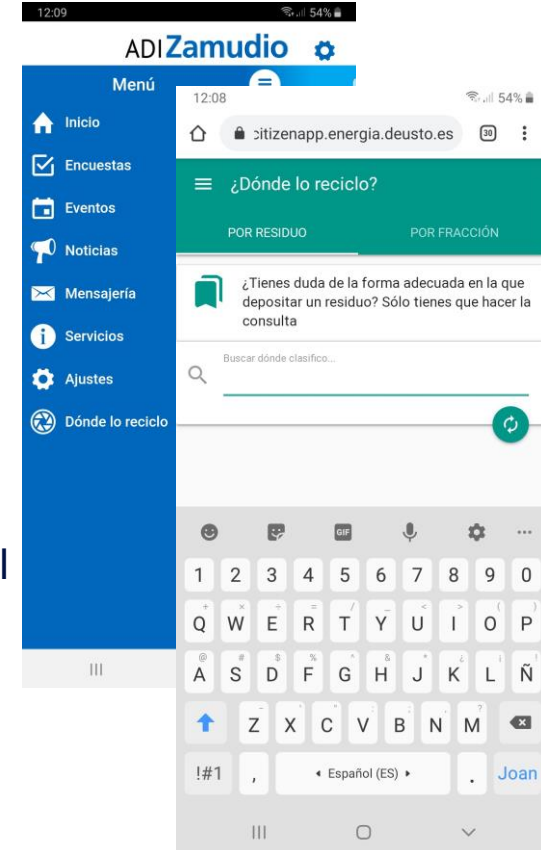 12:09
54%
ADIZamudio
Menú
Inicio
Encuestas
Eventos
Noticias
Mensajería
Servicios
Ajustes
Dónde lo reciclo
12:08
54%
citizenapp.energia.deusto.es
30
¿Dónde lo reciclo?
POR RESIDUO POR FRACCIÓN
¿Tienes duda de la forma adecuada en la que
depositar un residuo? Sólo tienes que hacer la
consulta
Buscar dónde clasifico...
GIF
1 2 3 4 5 6 7 8 9 0
+ × ÷ = / _ < > ( )
Q W E R T Y U I O P
@ # $ % ^ & * ¿ ¡ !
A S D F G H J K L Ñ
- ' " : ; , ?
Z X C V B N M
!#1 , Español (ES) . Joan